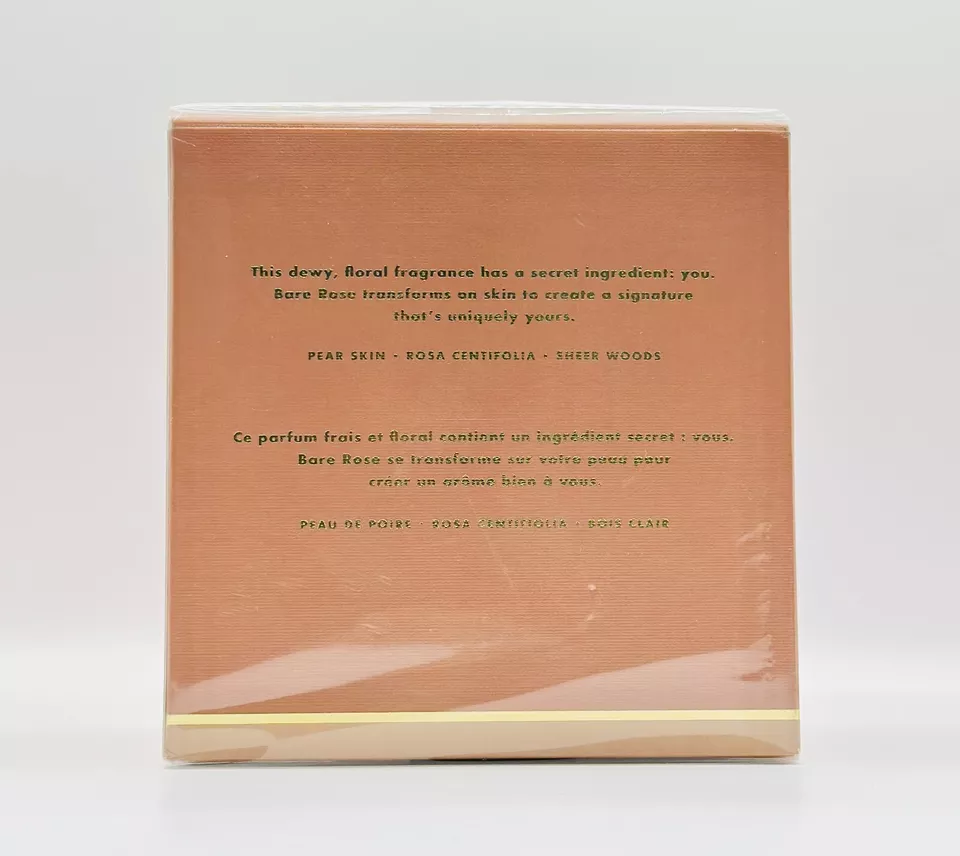 This dewy, floral fragrance has a secret ingredient: you.
Bare Rose transforms on skin to create a signature
that's uniquely yours.
PEAR SKIN · ROSA CENTIFOLIA · SHEER WOODS
Ce parfum frais et floral contient un ingrédient secret : vous.
Bare Rose se transforme sur votre peau pour
créer un arôme bien à vous.
PEAU DE POIRE · ROSA CENTIFOLIA · BOIS CLAIR